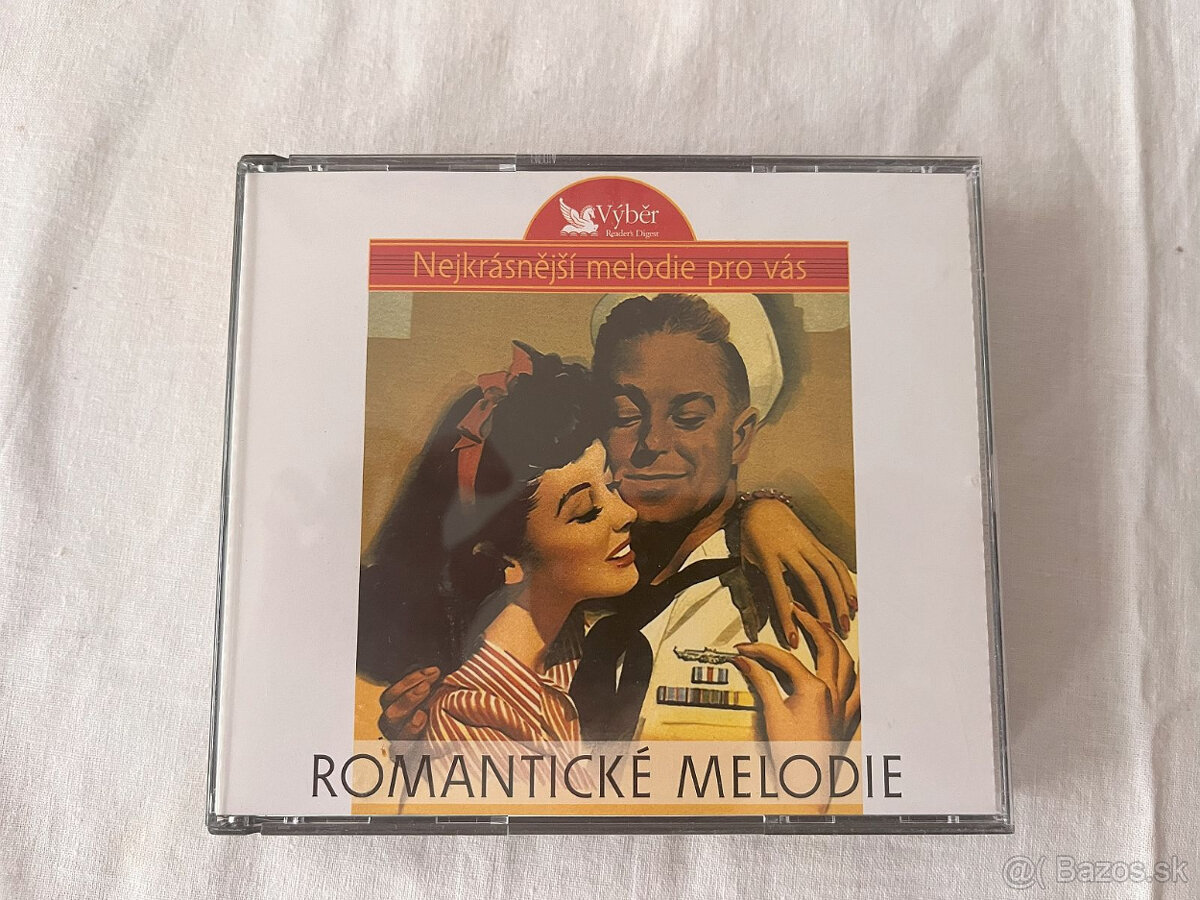 Výběr
Reader's Digest
Nejkrásnější melodie pro vás
ROMANTICKÉ MELODIE
@( Bazos.sk